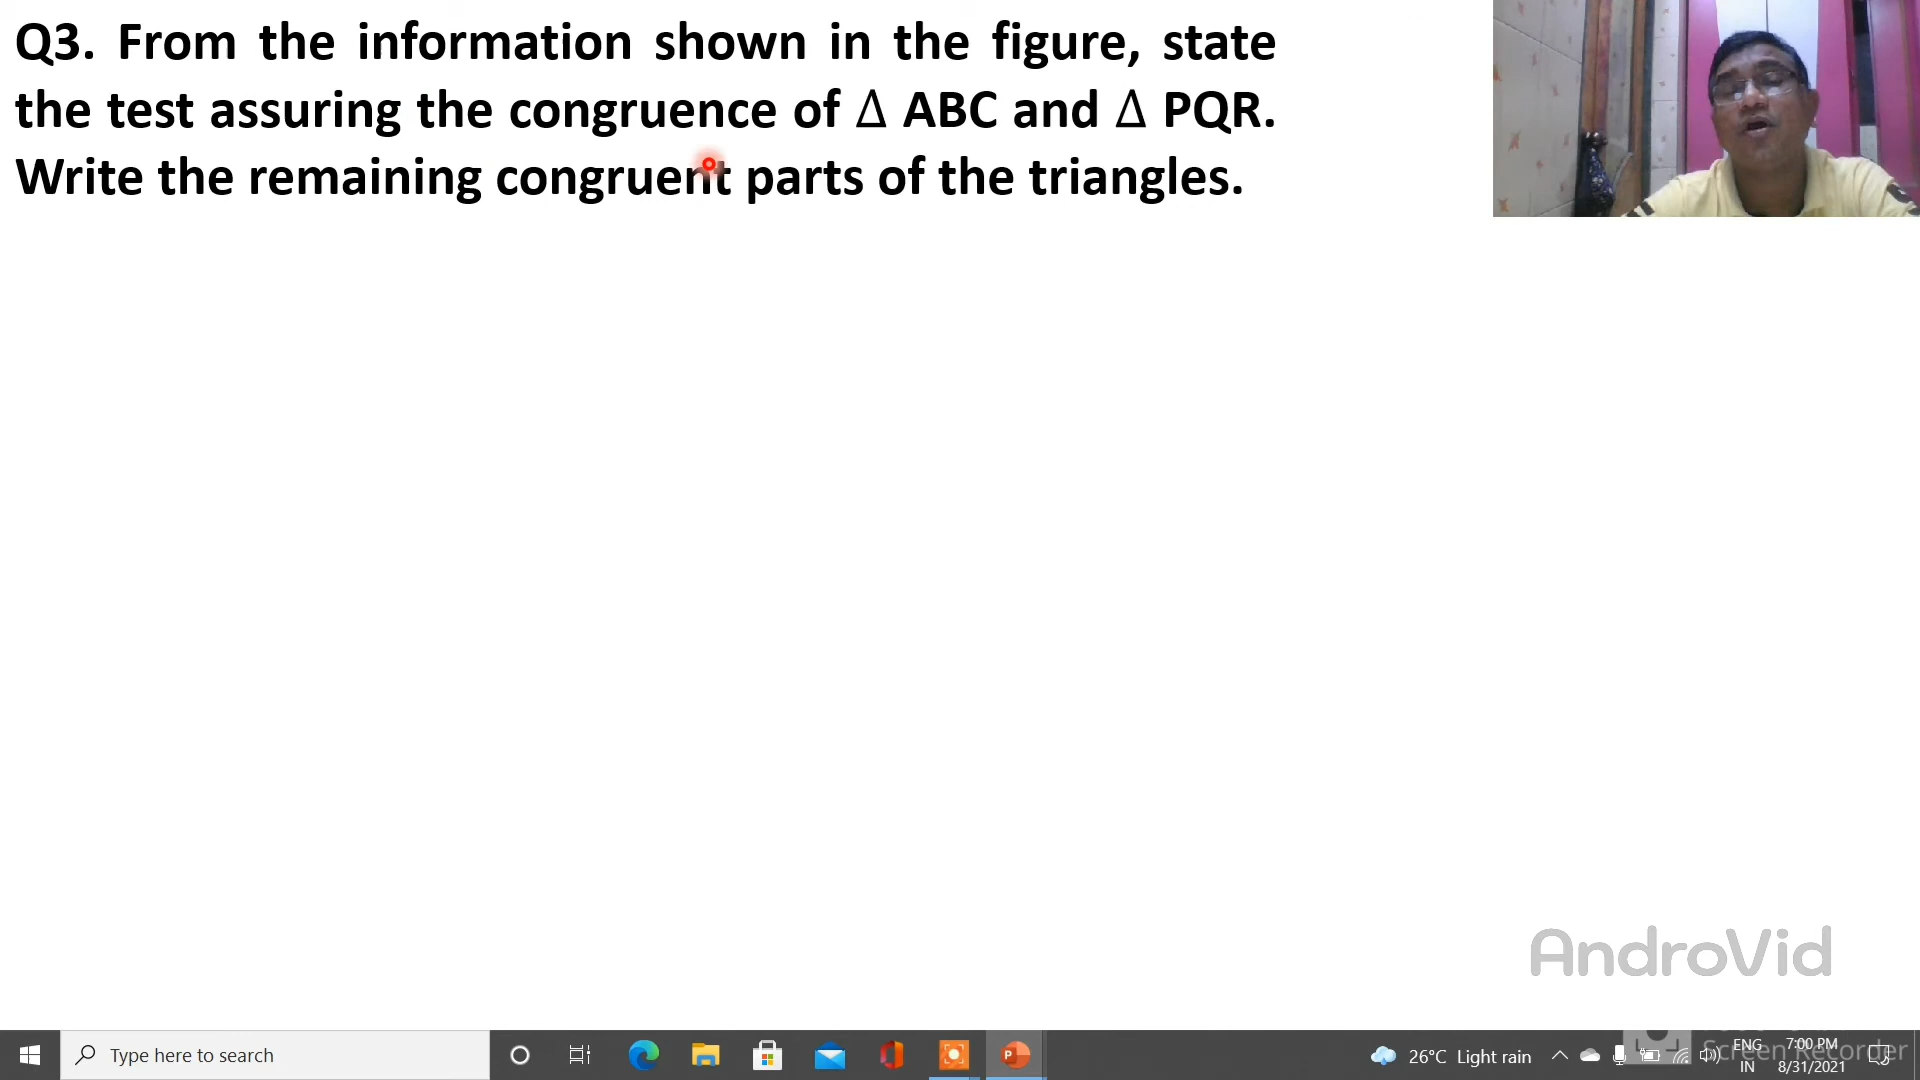 Q3. From the information shown in the figure, state
the test assuring the congruence of Δ ABC and Δ PQR.
Write the remaining congruent parts of the triangles.
AndroVid
Type here to search
26°C Light rain
ENG
IN
7:00 PM
8/31/2021
Screen Recorder